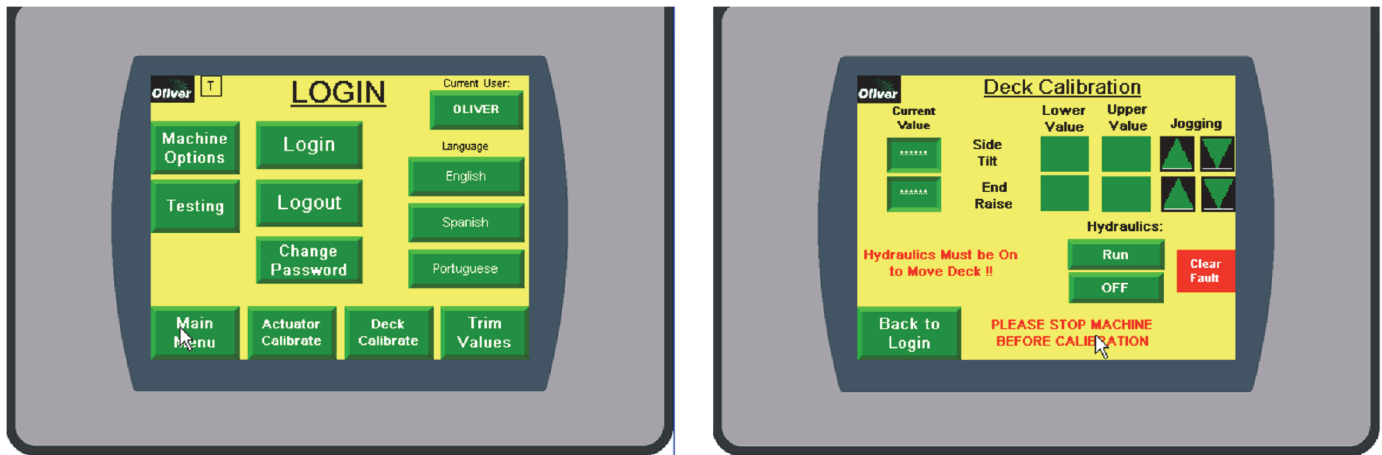 Oliver T LOGIN Current User:
OLIVER
Machine
Options
Login
Language
English
Testing
Logout
Spanish
Change
Password
Portuguese
Main
Menu
Actuator
Calibrate
Deck
Calibrate
Trim
Values
Oliver Deck Calibration
Current
Value
Lower
Value
Upper
Value
Jogging
******
Side
Tilt
******
End
Raise
Hydraulics:
Hydraulics Must be On
to Move Deck !!
Run
OFF
Clear
Fault
Back to
Login
PLEASE STOP MACHINE
BEFORE CALIBRATION